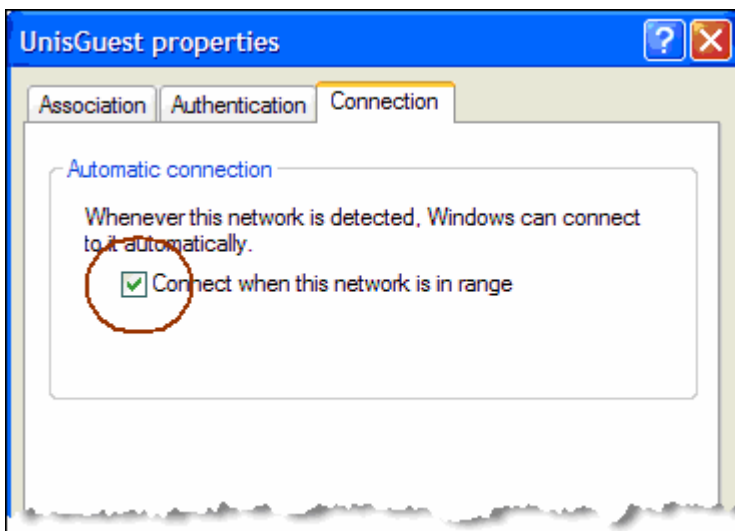 UnisGuest properties
Association Authentication Connection
Automatic connection
Whenever this network is detected, Windows can connect
to it automatically.
Connect when this network is in range